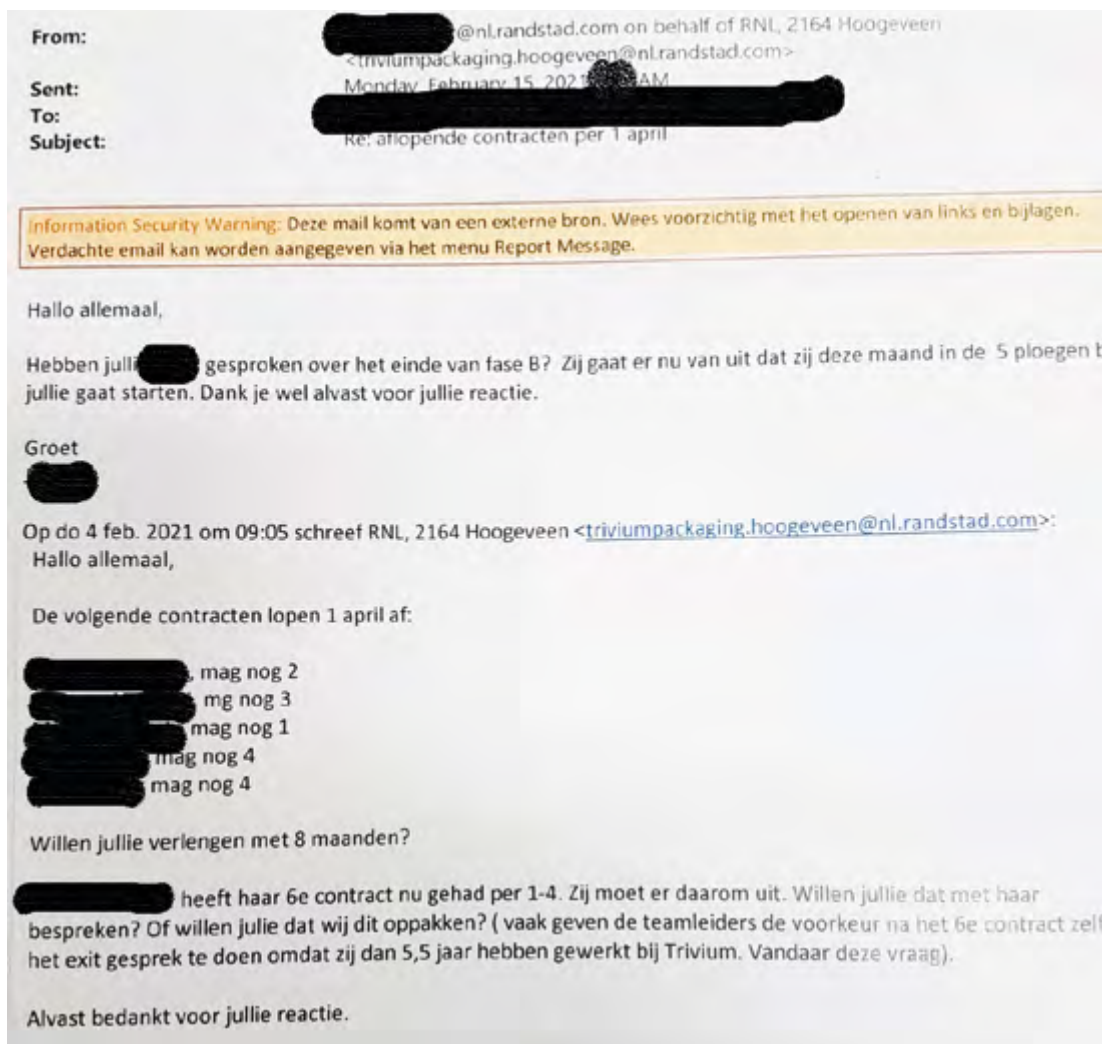 From: @nl.randstad.com on behalf of RNL, 2164 Hoogeveen
<triviumpackaging.hoogeveen@nl.randstad.com>
Sent: Monday, February 15, 2021 AM
To:
Subject: Re: aflopende contracten per 1 april
Information Security Warning: Deze mail komt van een externe bron. Wees voorzichtig met het openen van links en bijlagen.
Verdachte email kan worden aangegeven via het menu Report Message.
Hallo allemaal,
Hebben julli gesproken over het einde van fase B? Zij gaat er nu van uit dat zij deze maand in de 5 ploegen b
jullie gaat starten. Dank je wel alvast voor jullie reactie.
Groet
Op do 4 feb. 2021 om 09:05 schreef RNL, 2164 Hoogeveen <triviumpackaging.hoogeveen@nl.randstad.com>:
Hallo allemaal,
De volgende contracten lopen 1 april af:
, mag nog 2
mg nog 3
mag nog 1
mag nog 4
mag nog 4
Willen jullie verlengen met 8 maanden?
heeft haar 6e contract nu gehad per 1-4. Zij moet er daarom uit. Willen jullie dat met haar
bespreken? Of willen julie dat wij dit oppakken? ( vaak geven de teamleiders de voorkeur na het 6e contract zelf
het exit gesprek te doen omdat zij dan 5,5 jaar hebben gewerkt bij Trivium. Vandaar deze vraag).
Alvast bedankt voor jullie reactie.